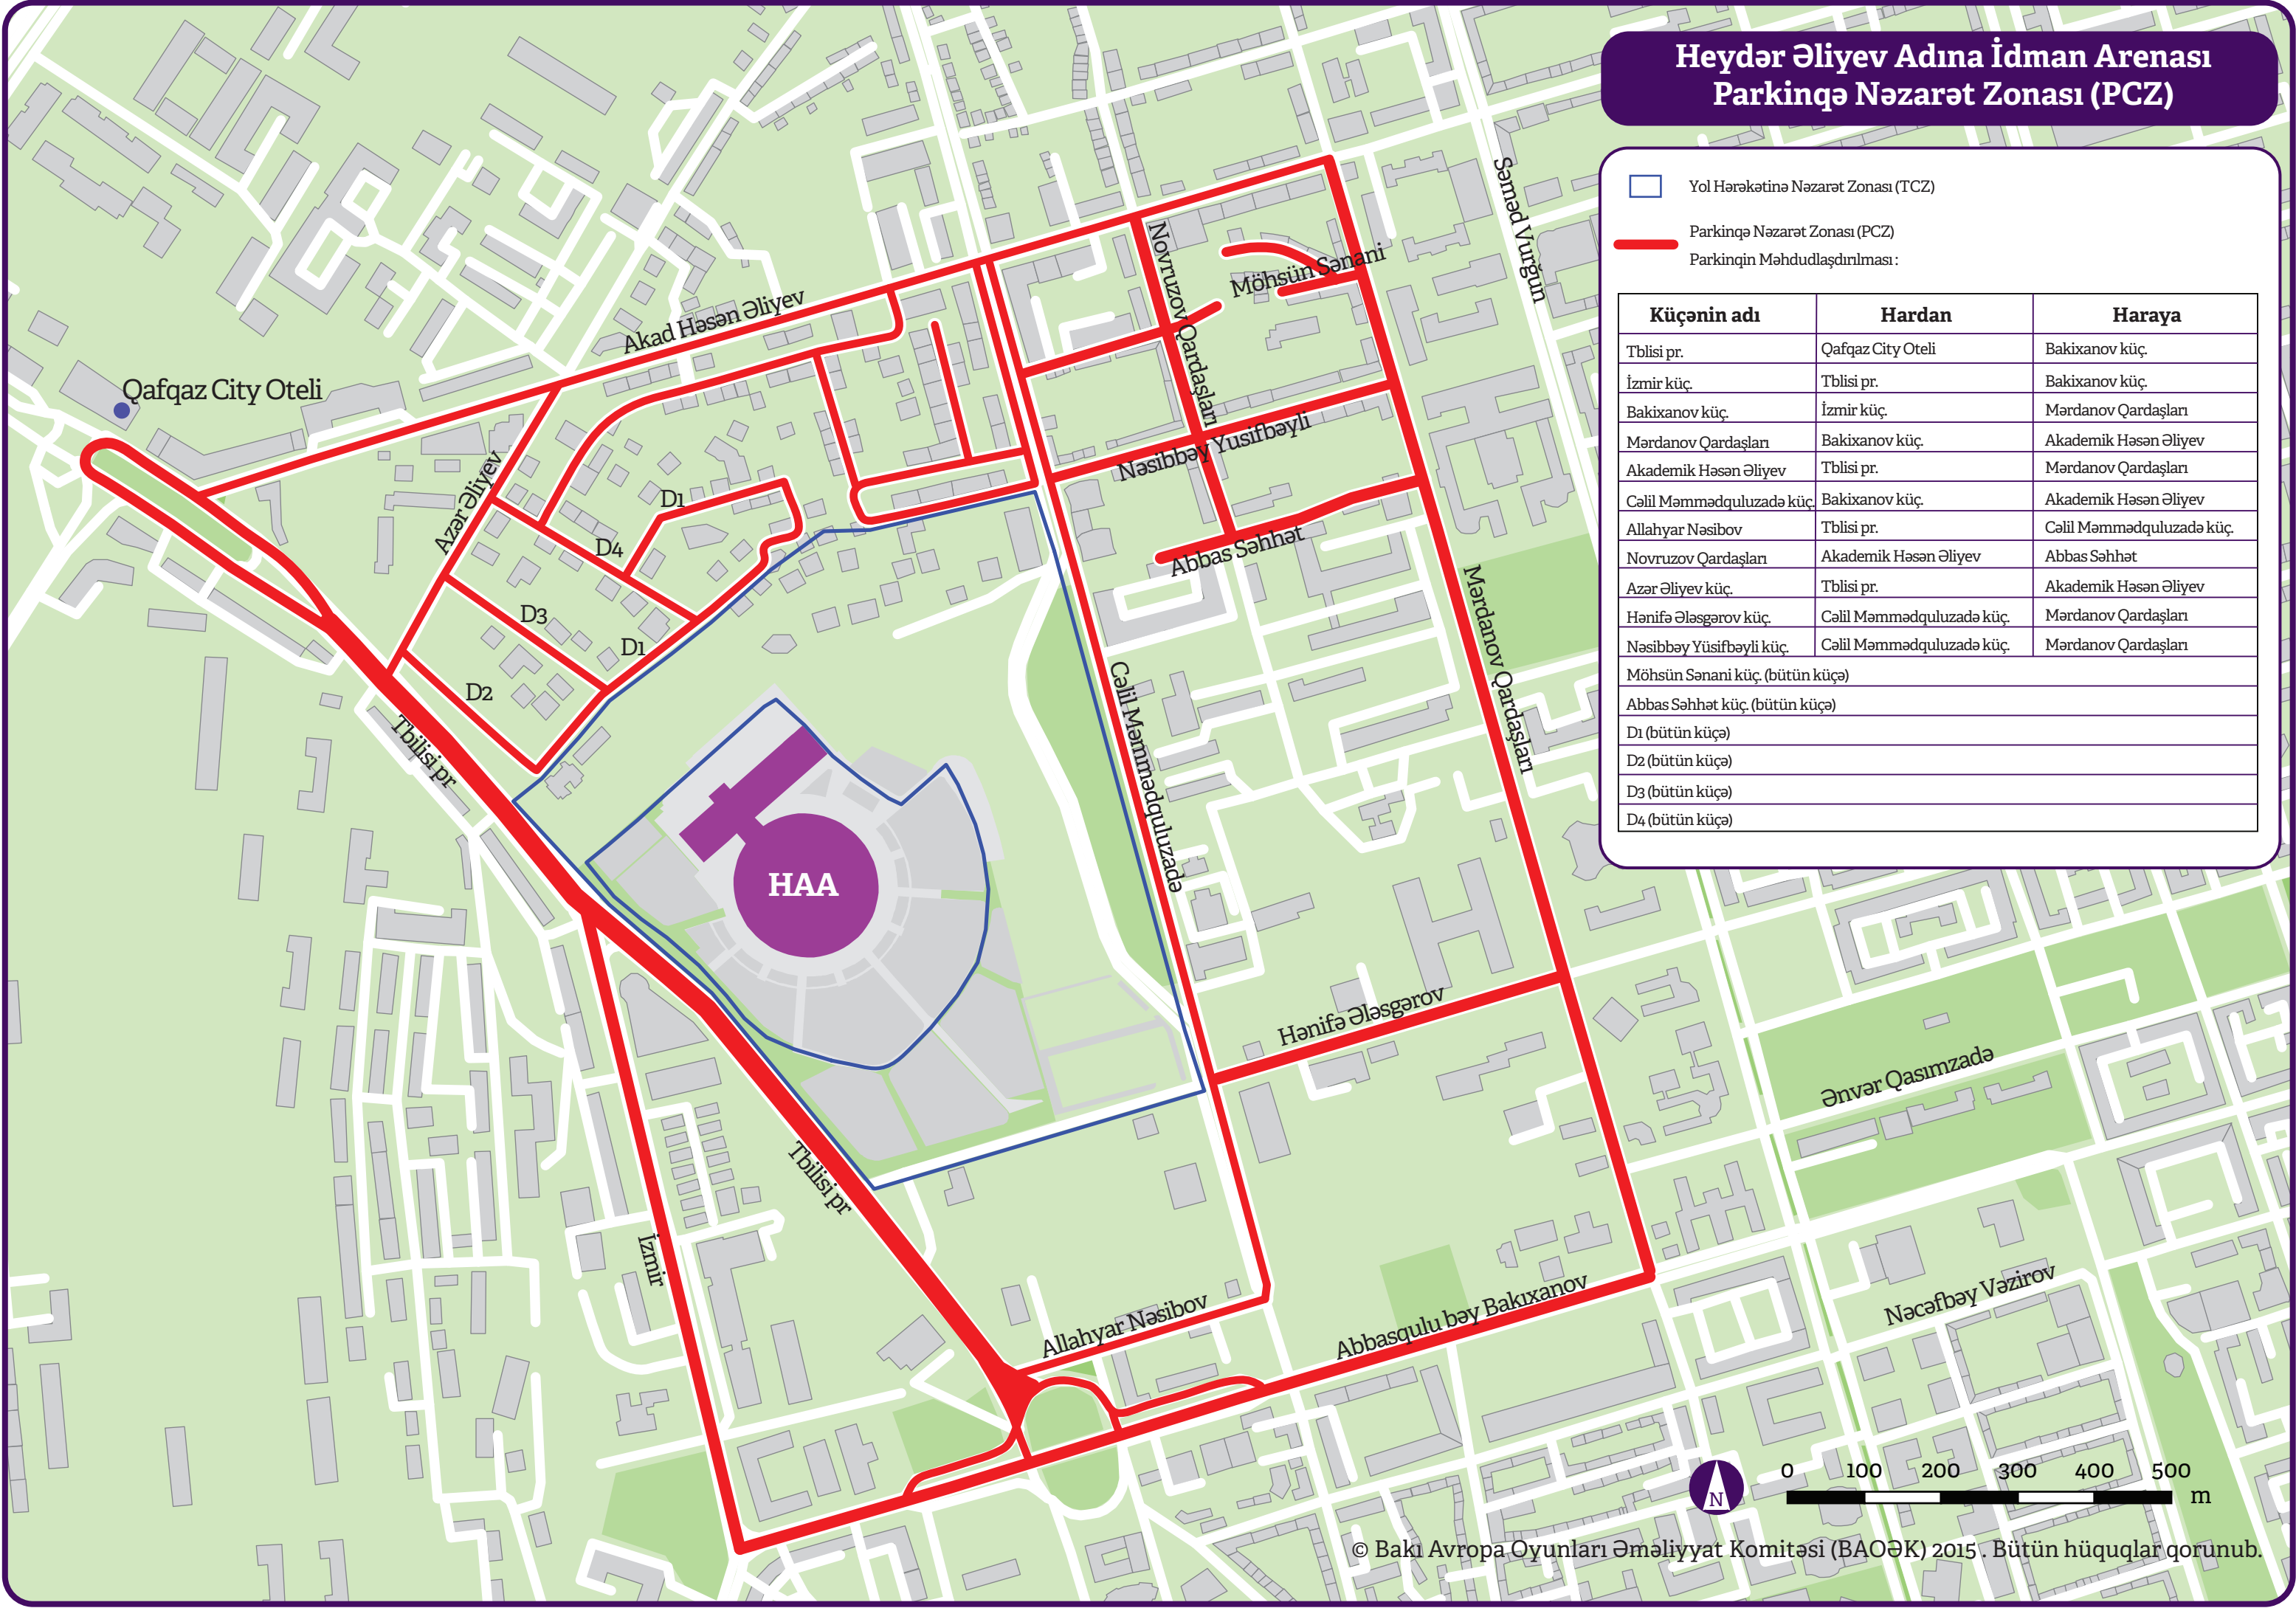 Heydər Əliyev Adına İdman Arenası
Parkinqə Nəzarət Zonası (PCZ)
Yol Hərəkətinə Nəzarət Zonası (TCZ)
Parkinqə Nəzarət Zonası (PCZ)
Parkinqin Məhdudlaşdırılması :
Küçənin adı Hardan Haraya
Tblisi pr. Qafqaz City Oteli Bakixanov küç.
İzmir küç. Tblisi pr. Bakixanov küç.
Bakixanov küç. İzmir küç. Mərdanov Qardaşları
Mərdanov Qardaşları Bakixanov küç. Akademik Həsən Əliyev
Akademik Həsən Əliyev Tblisi pr. Mərdanov Qardaşları
Cəlil Məmmədquluzadə küç. Bakixanov küç. Akademik Həsən Əliyev
Allahyar Nəsibov Tblisi pr. Cəlil Məmmədquluzadə küç.
Novruzov Qardaşları Akademik Həsən Əliyev Abbas Səhhət
Azər Əliyev küç. Tblisi pr. Akademik Həsən Əliyev
Hənifə Ələsgərov küç. Cəlil Məmmədquluzadə küç. Mərdanov Qardaşları
Nəsibbəy Yüsifbəyli küç. Cəlil Məmmədquluzadə küç. Mərdanov Qardaşları
Möhsün Sənani küç. (bütün küçə)
Abbas Səhhət küç. (bütün küçə)
D1 (bütün küçə)
D2 (bütün küçə)
D3 (bütün küçə)
D4 (bütün küçə)
Səməd Vurğun
Novruzov Qardaşları
Möhsün Sənani
Akad Həsən Əliyev
Qafqaz City Oteli
Nəsibbəy Yusifbəyli
Azər Əliyev
D1
D4
Abbas Səhhət
D3
D1
D2
Mərdanov Qardaşları
Cəlil Məmmədquluzadə
Tbilisi pr
HAA
Hənifə Ələsgərov
Ənvər Qasımzadə
Tbilisi pr
İzmir
Allahyar Nəsibov
Abbasqulu bəy Bakıxanov
Nəcəfbəy Vəzirov
0 100 200 300 400 500
m
N
© Bakı Avropa Oyunları Əməliyyat Komitəsi (BAOƏK) 2015 . Bütün hüquqlar qorunub.